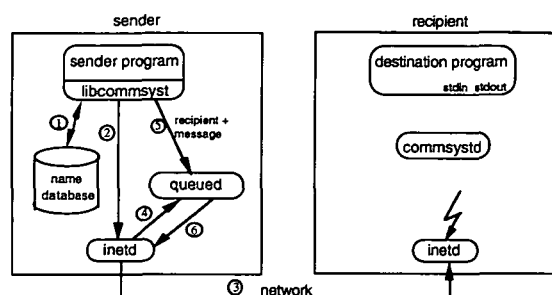 sender
recipient
sender program
libcommsyst
destination program
stdin stdout
① ② ⑤
recipient +
message
commsystd
name
database
queued
④
⑥
inetd
inetd
③ network